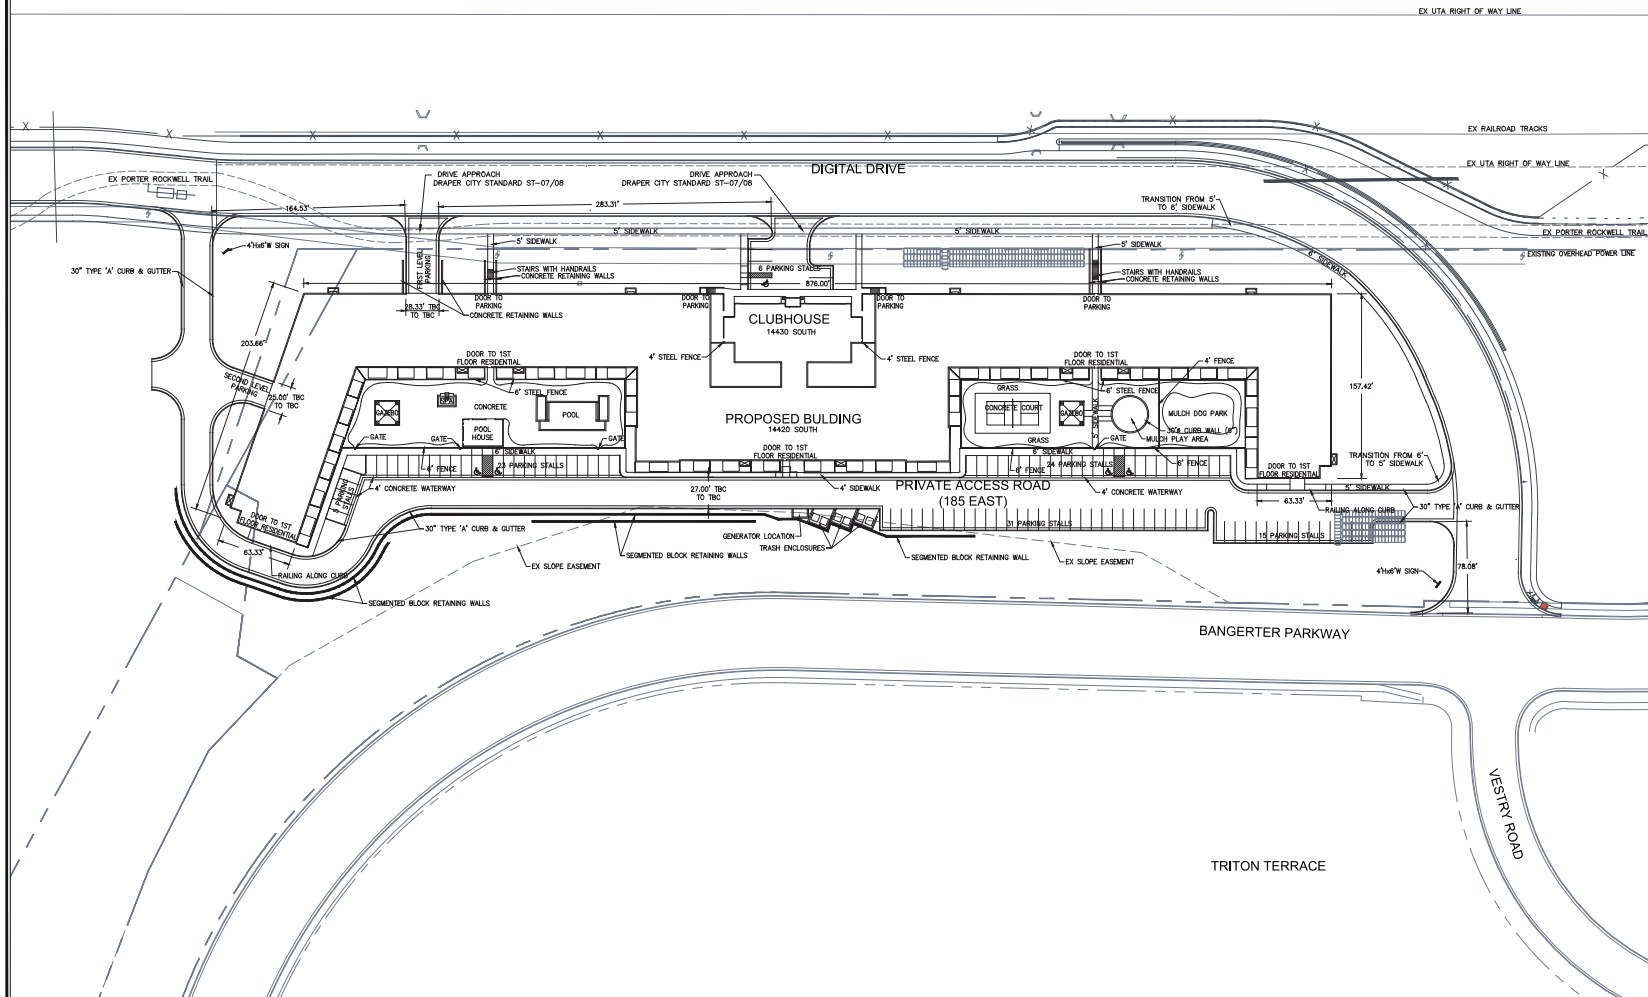 EX UTA RIGHT OF WAY LINE
EX RAILROAD TRACKS
EX UTA RIGHT OF WAY LINE
DIGITAL DRIVE
DRIVE APPROACH
DRAPER CITY STANDARD ST-07/08
DRIVE APPROACH
DRAPER CITY STANDARD ST-07/08
EX PORTER ROCKWELL TRAIL
164.53'
283.31'
TRANSITION FROM 5'
TO 6' SIDEWALK
EX PORTER ROCKWELL TRAIL
5' SIDEWALK
5' SIDEWALK
5' SIDEWALK
5' SIDEWALK
4'Hx6'W SIGN
EXISTING OVERHEAD POWER LINE
6' SIDEWALK
30" TYPE 'A' CURB & GUTTER
FIRST LEVEL
PARKING
STAIRS WITH HANDRAILS
CONCRETE RETAINING WALLS
6 PARKING STALLS
876.00'
STAIRS WITH HANDRAILS
CONCRETE RETAINING WALLS
DOOR TO
PARKING
DOOR TO
PARKING
DOOR TO
PARKING
DOOR TO
PARKING
28.33' TBC
TO TBC
CONCRETE RETAINING WALLS
CLUBHOUSE
14430 SOUTH
203.66'
4' STEEL FENCE
4' STEEL FENCE
DOOR TO 1ST
FLOOR RESIDENTIAL
DOOR TO 1ST
FLOOR RESIDENTIAL
4' FENCE
SECOND LEVEL
PARKING
25.00' TBC
TO TBC
6' STEEL FENCE
6' STEEL FENCE
157.42'
GRASS
GAZEBO
SPA
CONCRETE
POOL
CONCRETE COURT
GAZEBO
5' SIDEWALK
MULCH DOG PARK
PROPOSED BULDING
14420 SOUTH
POOL
HOUSE
30'ø CURB WALL (6")
GATE
GATE
GATE
GRASS
GATE
MULCH PLAY AREA
DOOR TO 1ST
FLOOR RESIDENTIAL
6' SIDEWALK
6' SIDEWALK
TRANSITION FROM 6'
TO 5' SIDEWALK
6' FENCE
23 PARKING STALLS
6' FENCE
24 PARKING STALLS
6' FENCE
DOOR TO 1ST
FLOOR RESIDENTIAL
5 PARKING
STALLS
4' CONCRETE WATERWAY
27.00' TBC
TO TBC
4' SIDEWALK
PRIVATE ACCESS ROAD
(185 EAST)
4' CONCRETE WATERWAY
5' SIDEWALK
63.33'
RAILING ALONG CURB
30" TYPE 'A' CURB & GUTTER
DOOR TO 1ST
FLOOR RESIDENTIAL
30" TYPE 'A' CURB & GUTTER
31 PARKING STALLS
15 PARKING STALLS
GENERATOR LOCATION
TRASH ENCLOSURES
63.33'
SEGMENTED BLOCK RETAINING WALLS
SEGMENTED BLOCK RETAINING WALL
EX SLOPE EASEMENT
EX SLOPE EASEMENT
78.08'
4'Hx6'W SIGN
RAILING ALONG CURB
SEGMENTED BLOCK RETAINING WALLS
BANGERTER PARKWAY
VESTRY ROAD
TRITON TERRACE